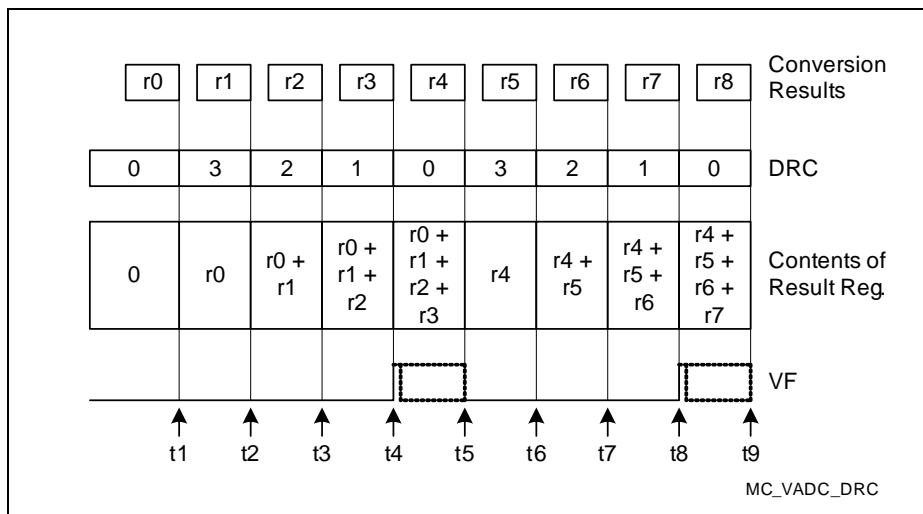 r0 r1 r2 r3 r4 r5 r6 r7 r8
Conversion
Results
0 3 2 1 0 3 2 1 0
DRC
0
r0
r0 +
r1
r0 +
r1 +
r2
r0 +
r1 +
r2 +
r3
r4
r4 +
r5
r4 +
r5 +
r6
r4 +
r5 +
r6 +
r7
Contents of
Result Reg.
VF
t1 t2 t3 t4 t5 t6 t7 t8 t9
MC_VADC_DRC